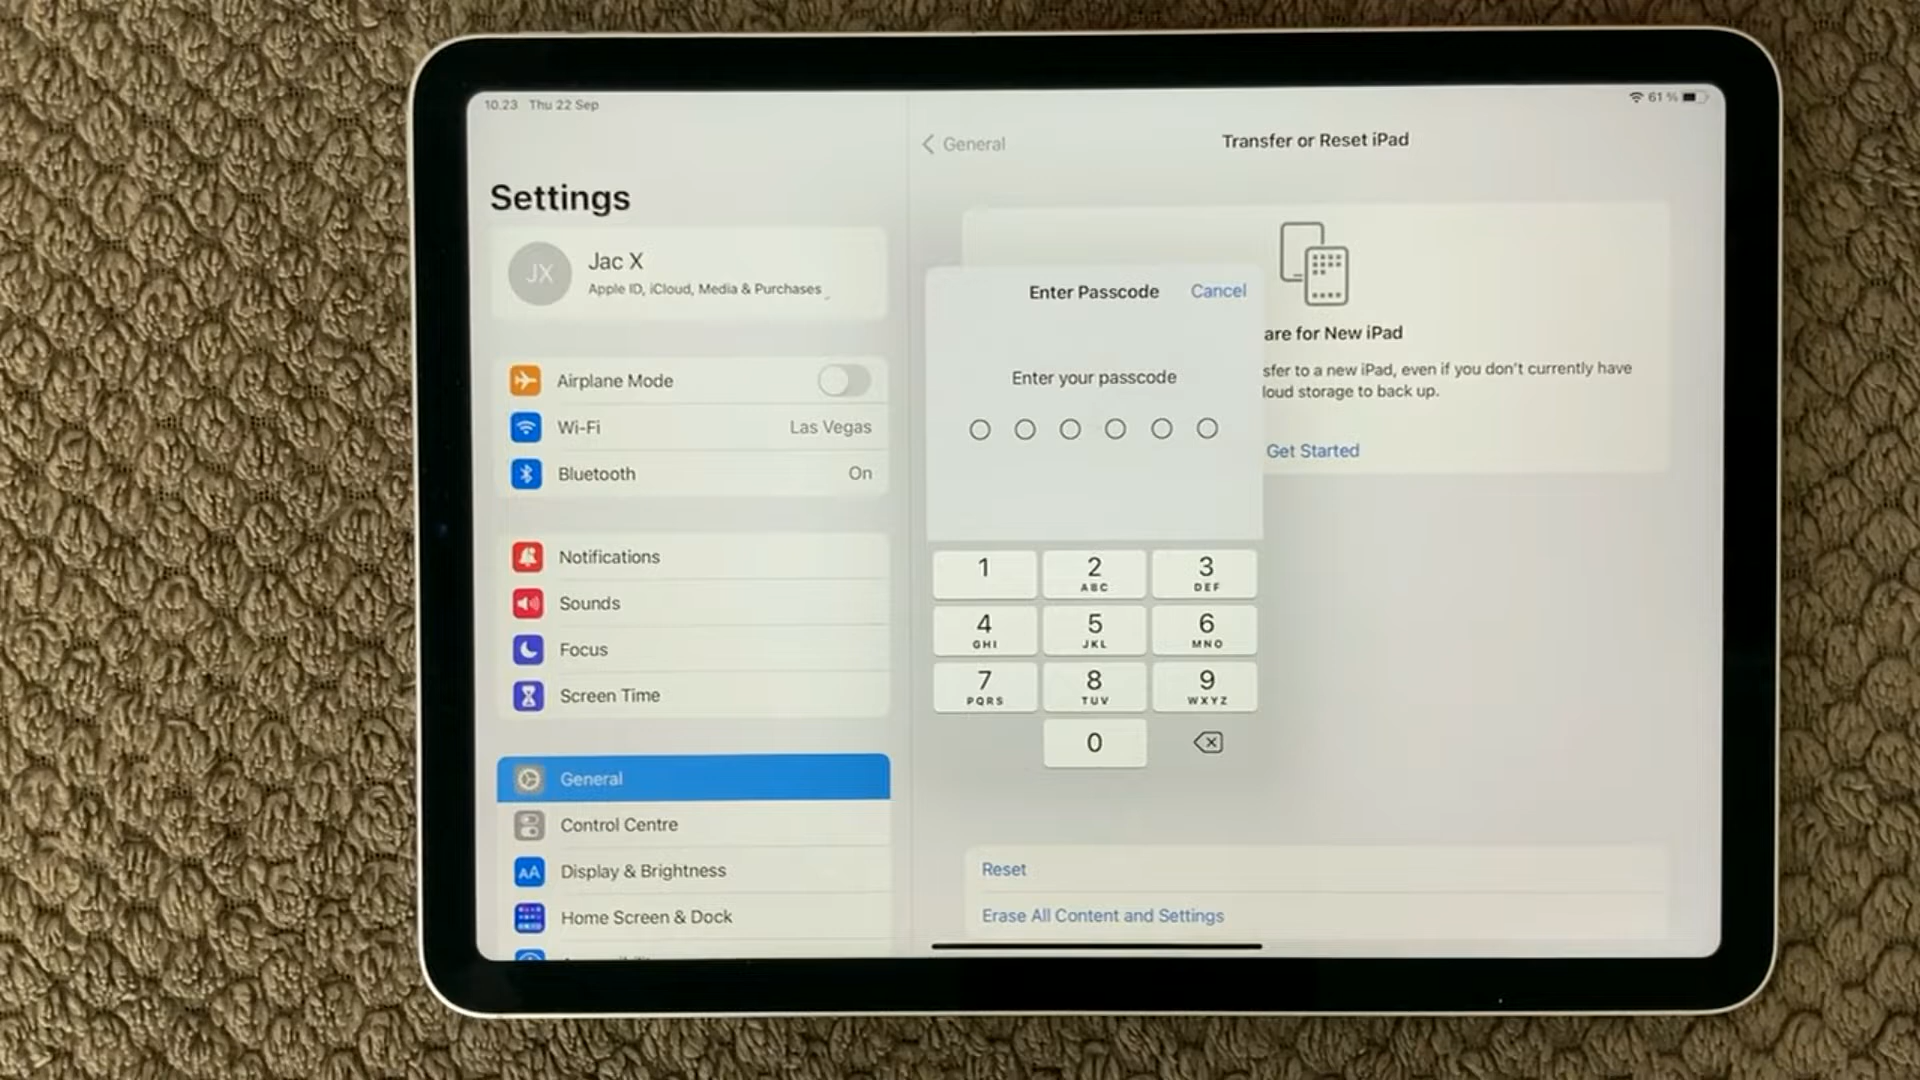 10.23 Thu 22 Sep
61 %
Settings
JX
Jac X
Apple ID, iCloud, Media & Purchases
Airplane Mode
Wi-Fi
Las Vegas
Bluetooth
On
Notifications
Sounds
Focus
Screen Time
General
Control Centre
AA
Display & Brightness
Home Screen & Dock
General
Transfer or Reset iPad
are for New iPad
sfer to a new iPad, even if you don't currently have
loud storage to back up.
Get Started
Enter Passcode
Cancel
Enter your passcode
1
2
ABC
3
DEF
4
GHI
5
JKL
6
MNO
7
PQRS
8
TUV
9
WXYZ
0
Reset
Erase All Content and Settings